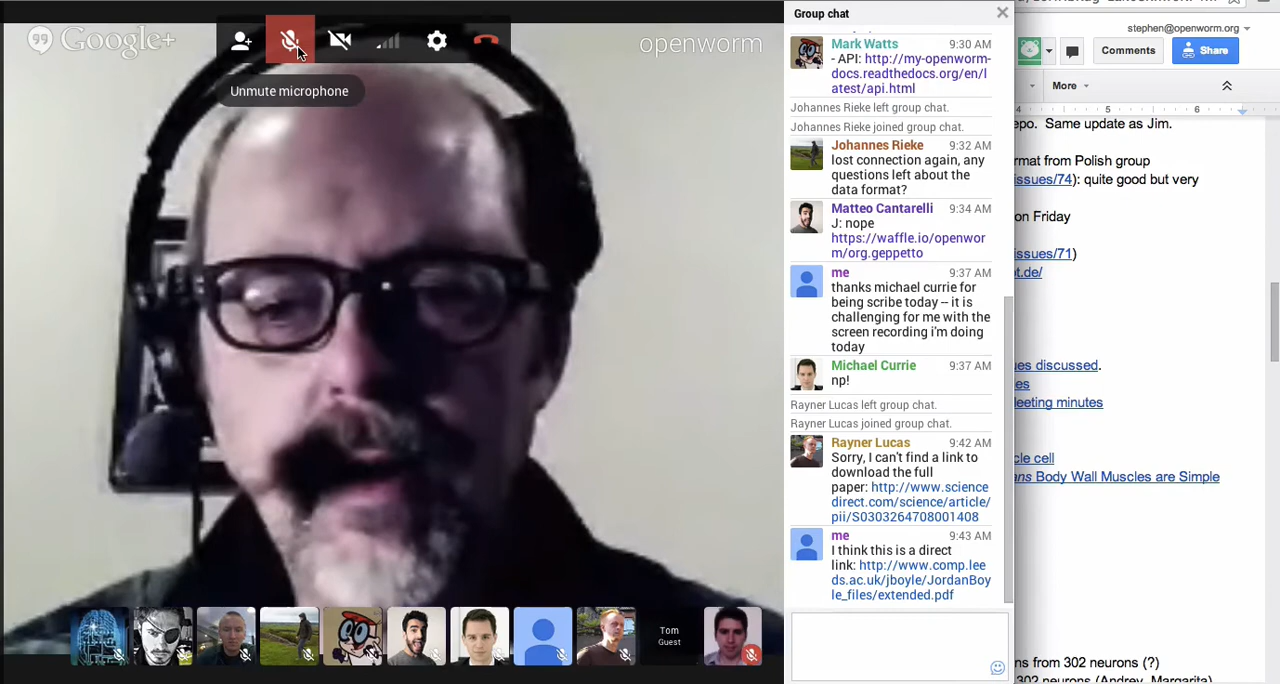 Google+
openworm
Unmute microphone
Tom
Guest
Group chat
Mark Watts 9:30 AM
- API: http://my-openworm-
docs.readthedocs.org/en/l
atest/api.html
Johannes Rieke left group chat.
Johannes Rieke joined group chat.
Johannes Rieke 9:32 AM
lost connection again, any
questions left about the
data format?
Matteo Cantarelli 9:34 AM
J: nope
https://waffle.io/openwor
m/org.geppetto
me 9:37 AM
thanks michael currie for
being scribe today -- it is
challenging for me with the
screen recording i'm doing
today
Michael Currie 9:37 AM
np!
Rayner Lucas left group chat.
Rayner Lucas joined group chat.
Rayner Lucas 9:42 AM
Sorry, I can't find a link to
download the full
paper: http://www.science
direct.com/science/article/
pii/S0303264708001408
me 9:43 AM
I think this is a direct
link: http://www.comp.lee
ds.ac.uk/jboyle/JordanBoy
le_files/extended.pdf
stephen@openworm.org
Comments
Share
More
4 5 6
epo. Same update as Jim.
rmat from Polish group
issues/74): quite good but very
on Friday
issues/71)
ot.de/
ues discussed.
es
leeting minutes
cle cell
ans Body Wall Muscles are Simple
ns from 302 neurons (?)
302 neurons (Andrey, Margarita)